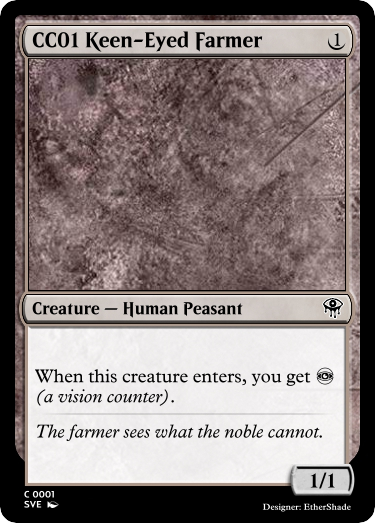 CC01 Keen-Eyed Farmer 1
Creature — Human Peasant
When this creature enters, you get
(a vision counter).
The farmer sees what the noble cannot.
1/1
C 0001
SVE
Designer: EtherShade